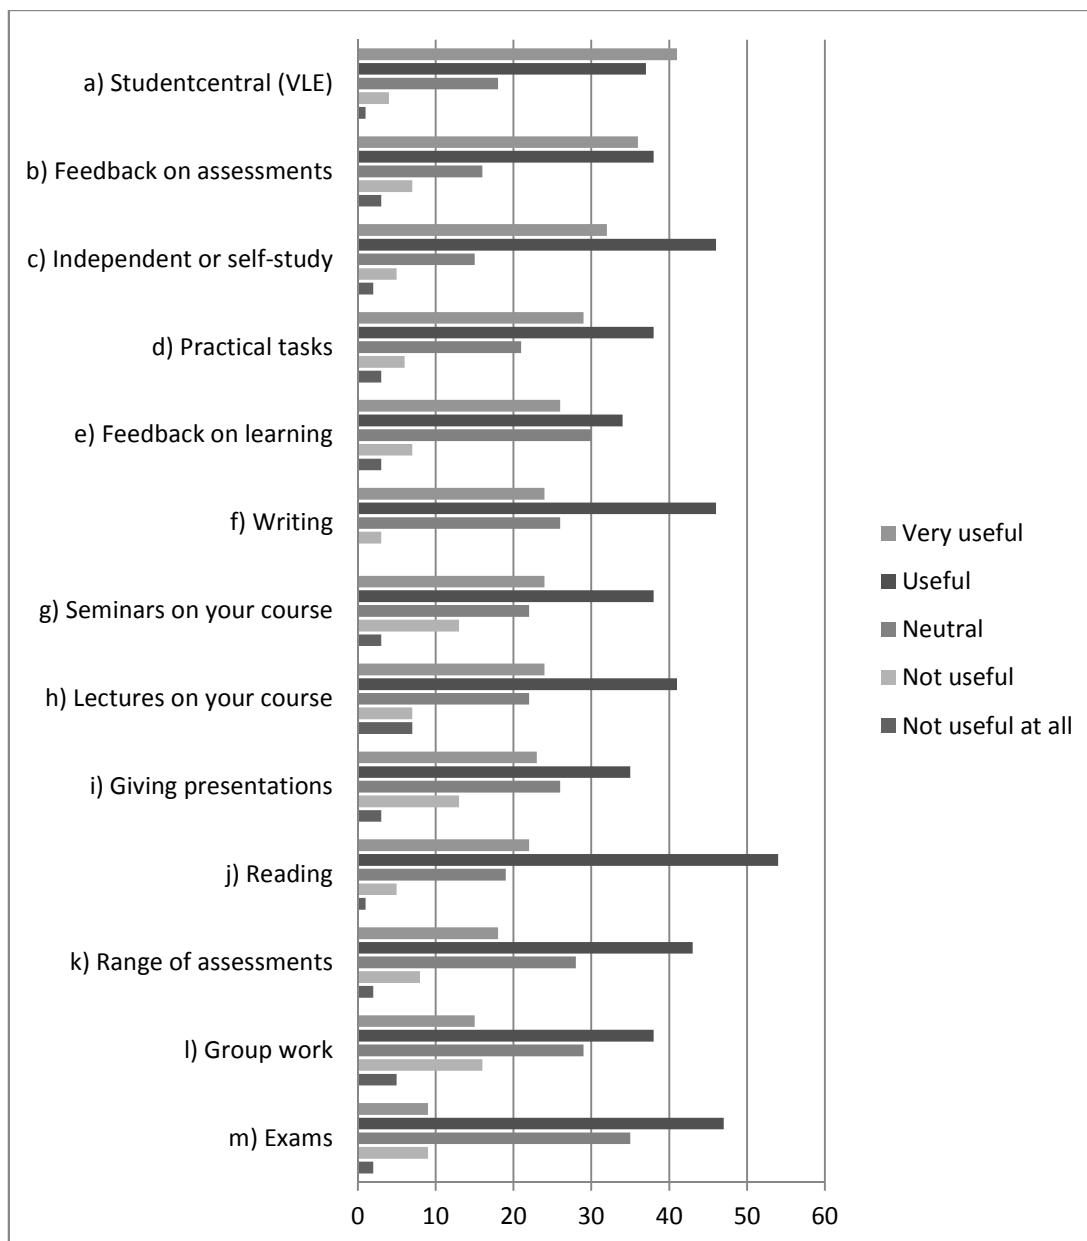 a) Studentcentral (VLE)
b) Feedback on assessments
c) Independent or self-study
d) Practical tasks
e) Feedback on learning
f) Writing
g) Seminars on your course
h) Lectures on your course
i) Giving presentations
j) Reading
k) Range of assessments
l) Group work
m) Exams
0 10 20 30 40 50 60
Very useful
Useful
Neutral
Not useful
Not useful at all